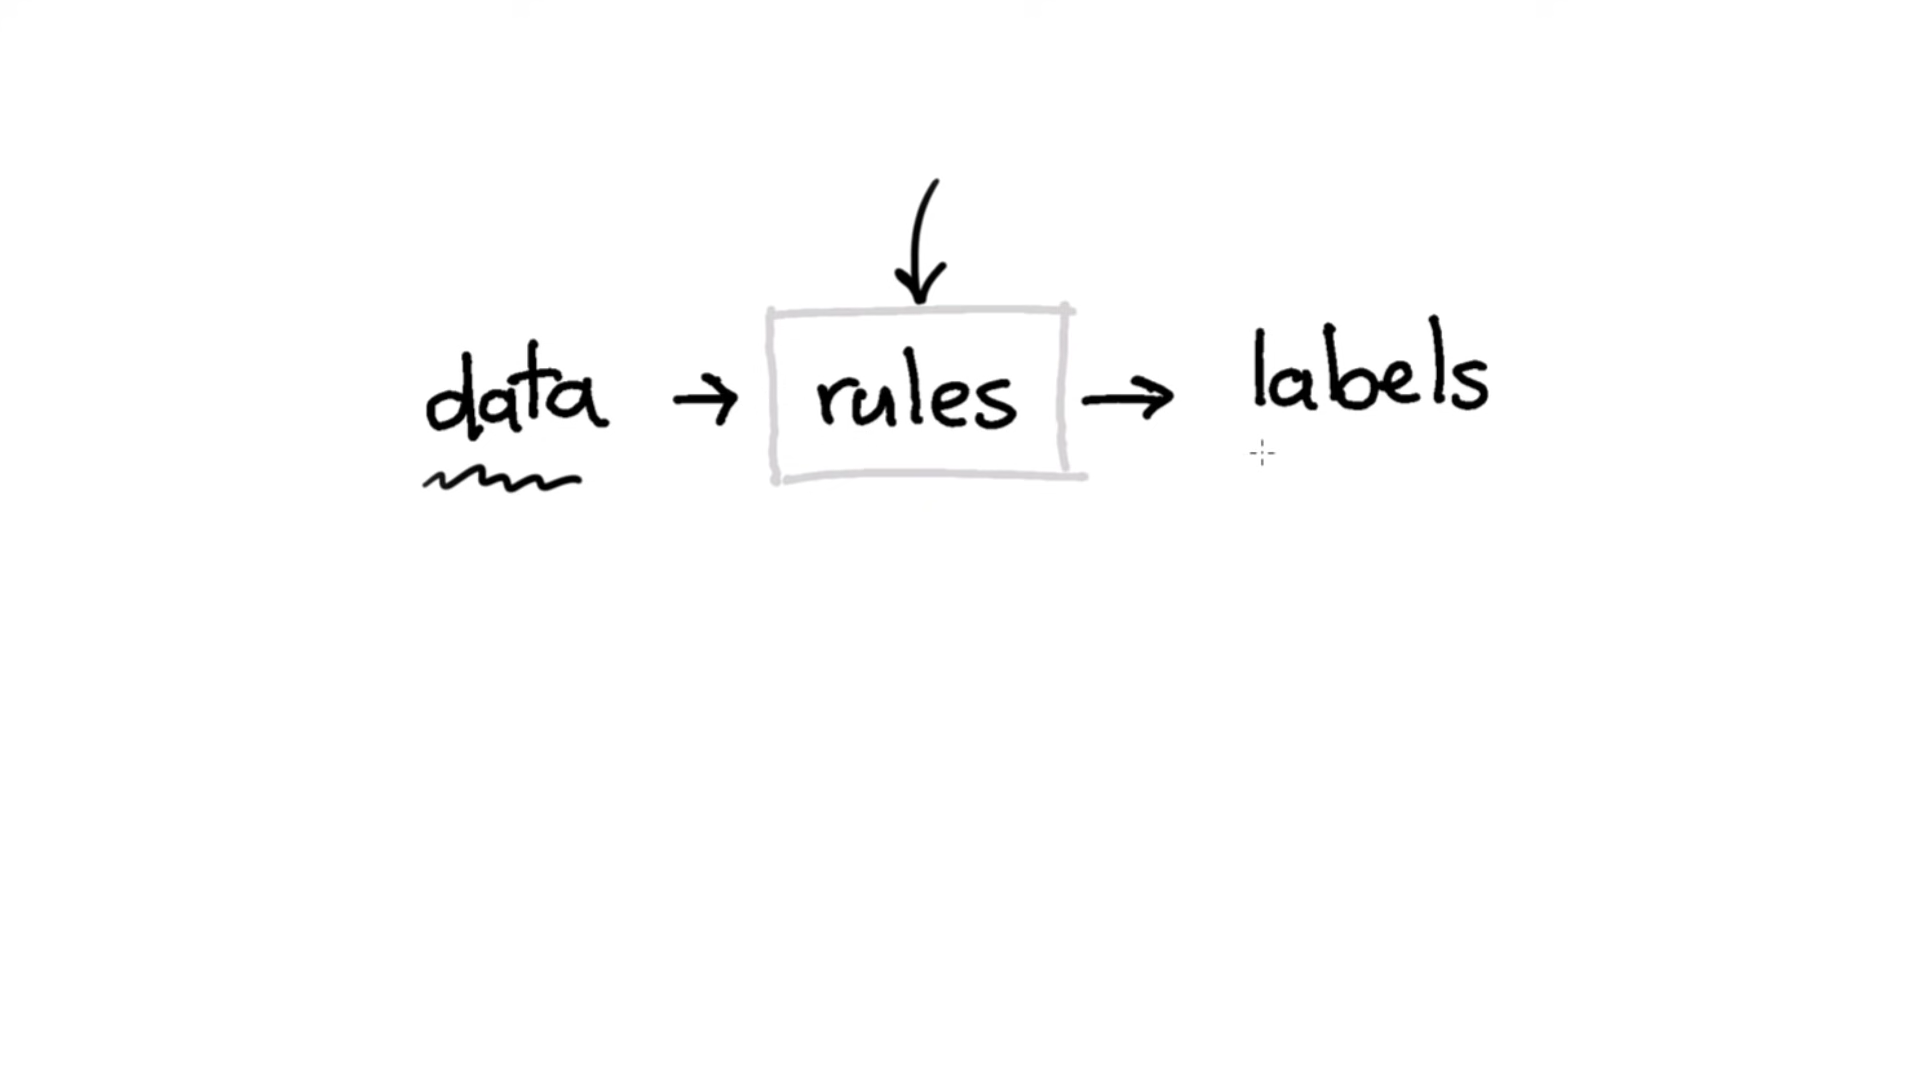 data → rules → labels